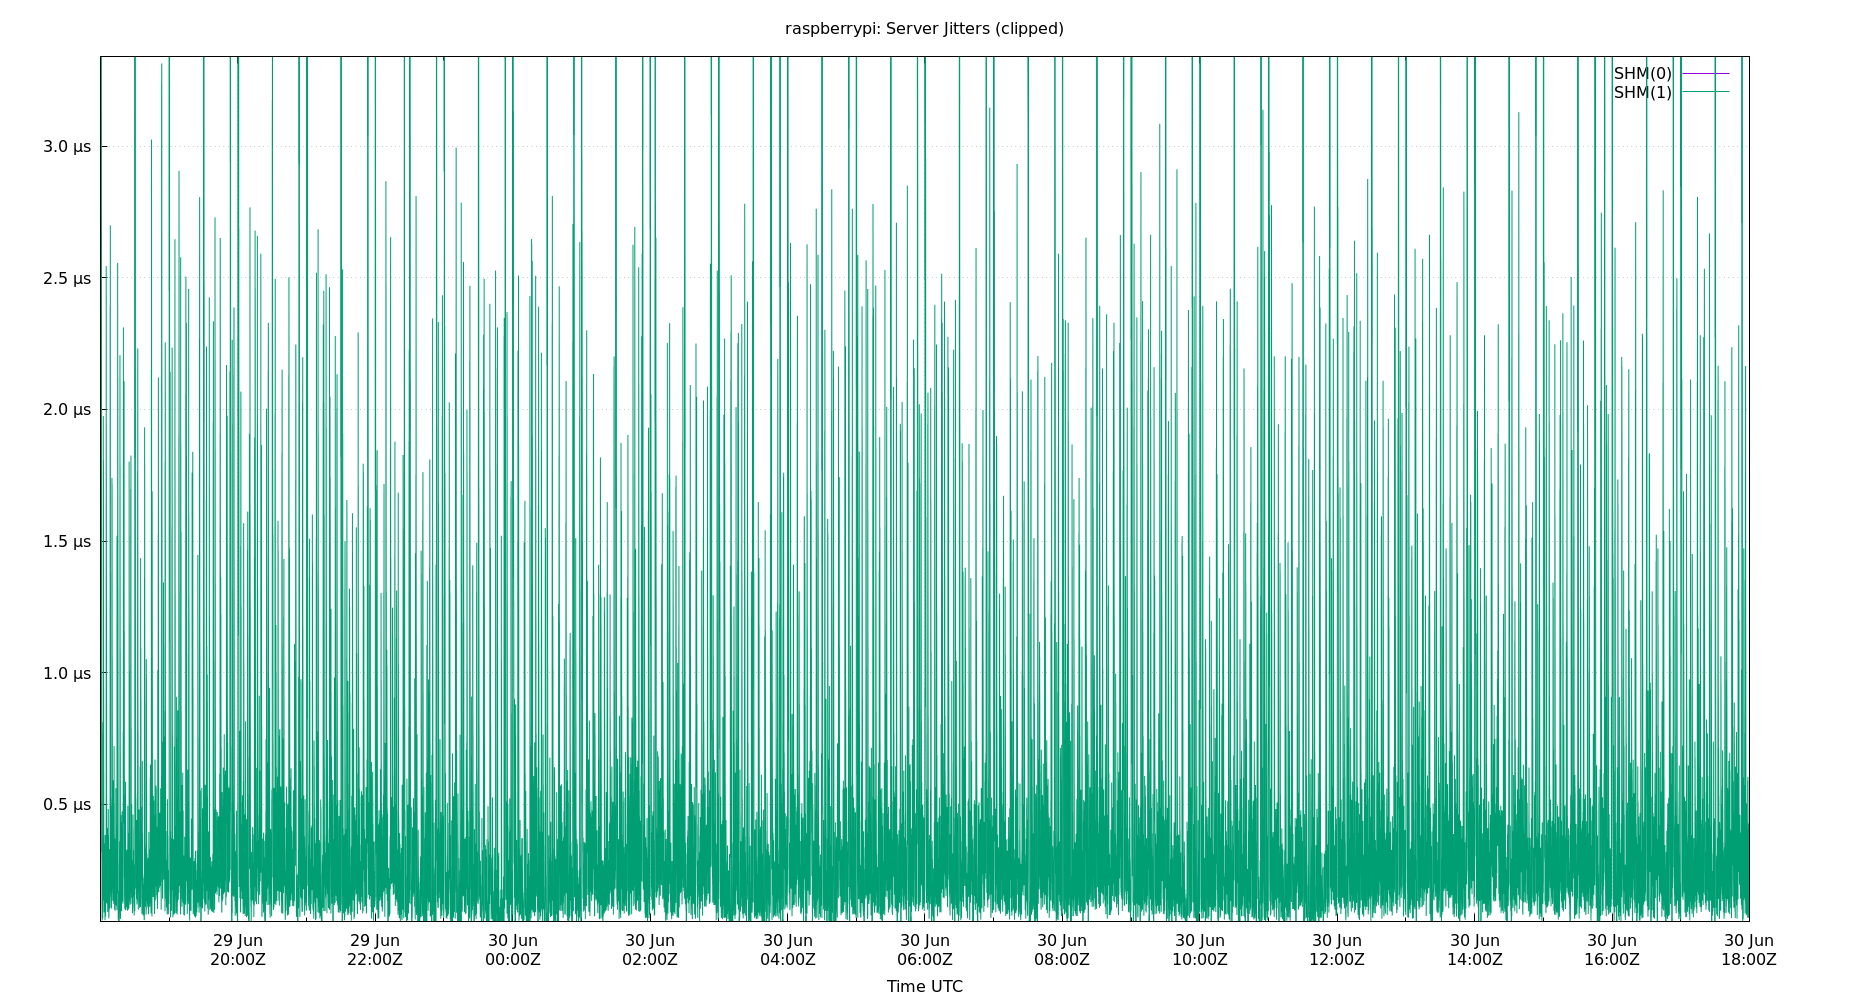 raspberrypi: Server Jitters (clipped)
SHM(0)
SHM(1)
3.0 µs
2.5 µs
2.0 µs
1.5 µs
1.0 µs
0.5 µs
29 Jun 29 Jun 30 Jun 30 Jun 30 Jun 30 Jun 30 Jun 30 Jun 30 Jun 30 Jun 30 Jun 30 Jun
20:00Z 22:00Z 00:00Z 02:00Z 04:00Z 06:00Z 08:00Z 10:00Z 12:00Z 14:00Z 16:00Z 18:00Z
Time UTC